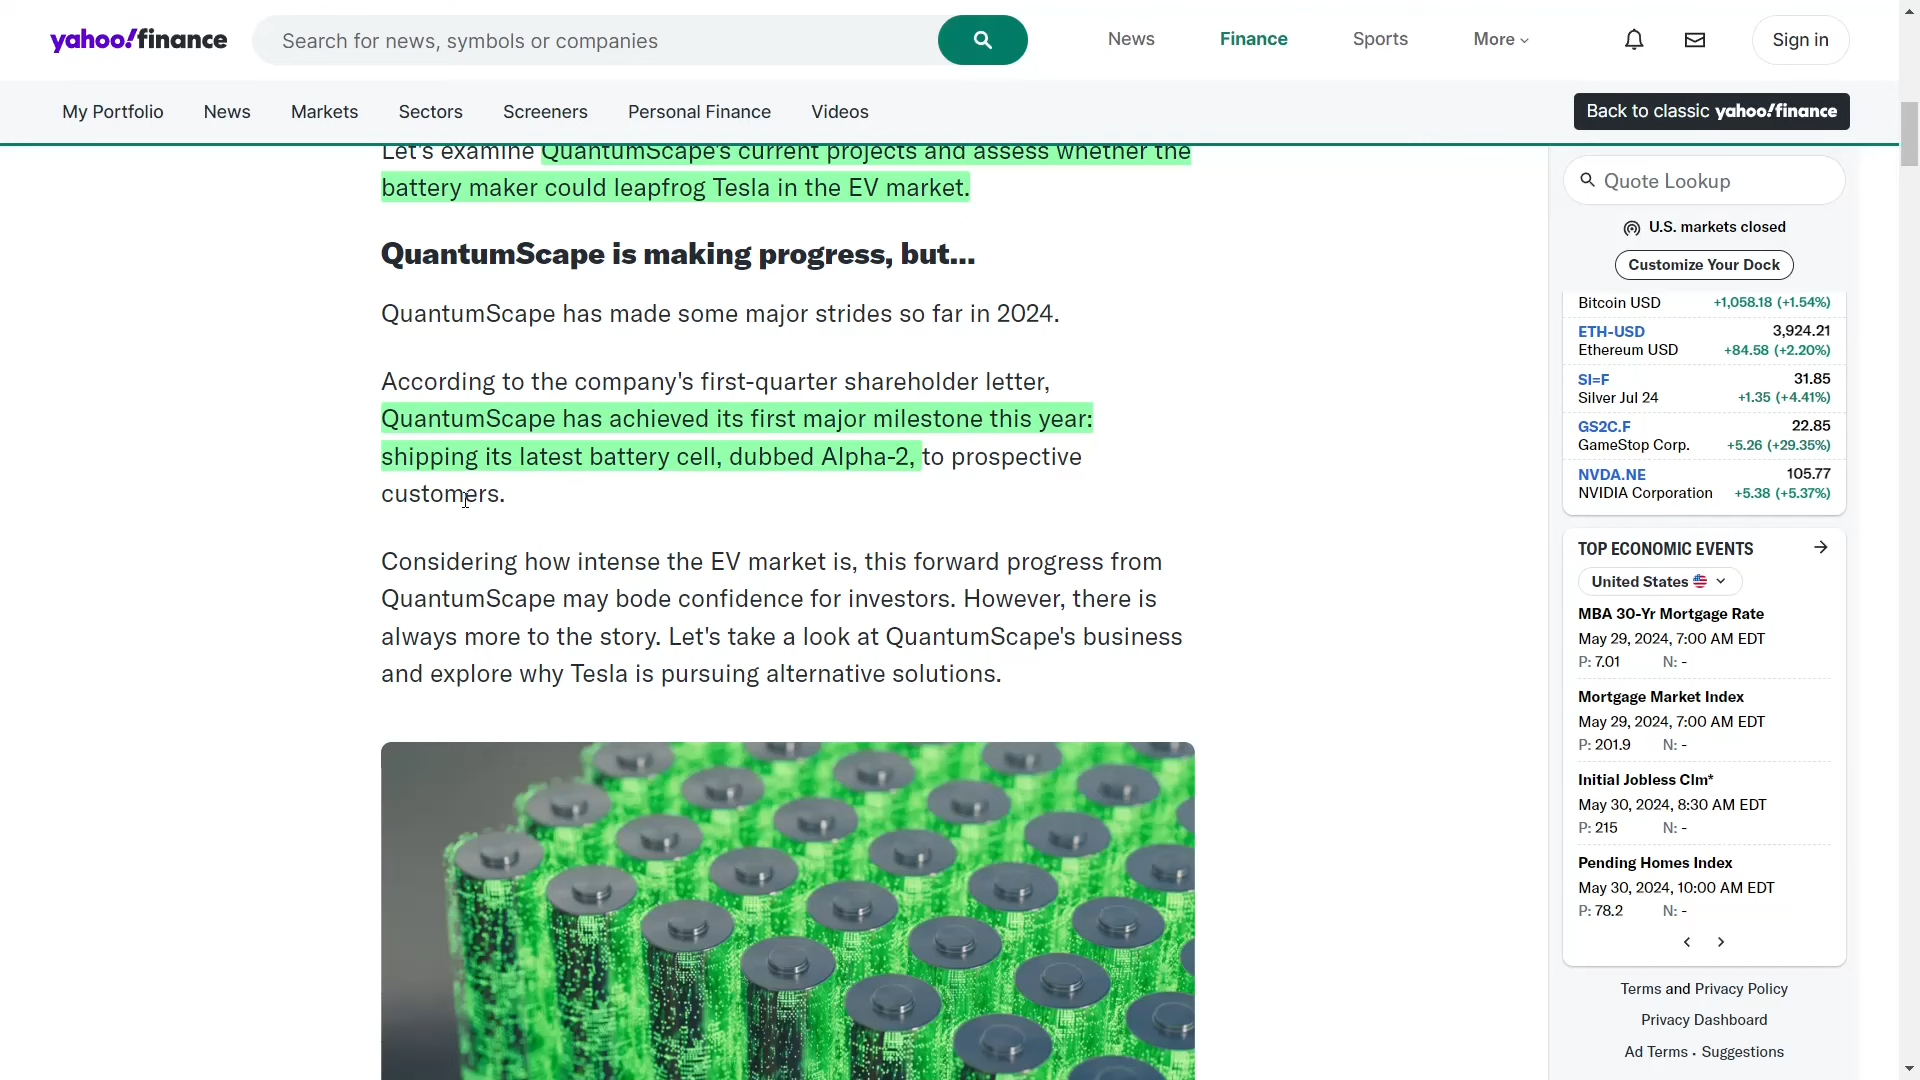 yahoo!finance
Search for news, symbols or companies
News
Finance
Sports
More
Sign in
My Portfolio
News
Markets
Sectors
Screeners
Personal Finance
Videos
Back to classic yahoo!finance
Let's examine QuantumScape's current projects and assess whether the
battery maker could leapfrog Tesla in the EV market.
QuantumScape is making progress, but...
QuantumScape has made some major strides so far in 2024.
According to the company's first-quarter shareholder letter,
QuantumScape has achieved its first major milestone this year:
shipping its latest battery cell, dubbed Alpha-2, to prospective
customers.
Considering how intense the EV market is, this forward progress from
QuantumScape may bode confidence for investors. However, there is
always more to the story. Let's take a look at QuantumScape's business
and explore why Tesla is pursuing alternative solutions.
Quote Lookup
U.S. markets closed
Customize Your Dock
Bitcoin USD +1,058.18 (+1.54%)
ETH-USD 3,924.21
Ethereum USD +84.58 (+2.20%)
SI=F 31.85
Silver Jul 24 +1.35 (+4.41%)
GS2C.F 22.85
GameStop Corp. +5.26 (+29.35%)
NVDA.NE 105.77
NVIDIA Corporation +5.38 (+5.37%)
TOP ECONOMIC EVENTS
United States
MBA 30-Yr Mortgage Rate
May 29, 2024, 7:00 AM EDT
P: 7.01 N: -
Mortgage Market Index
May 29, 2024, 7:00 AM EDT
P: 201.9 N: -
Initial Jobless Clm*
May 30, 2024, 8:30 AM EDT
P: 215 N: -
Pending Homes Index
May 30, 2024, 10:00 AM EDT
P: 78.2 N: -
Terms and Privacy Policy
Privacy Dashboard
Ad Terms • Suggestions